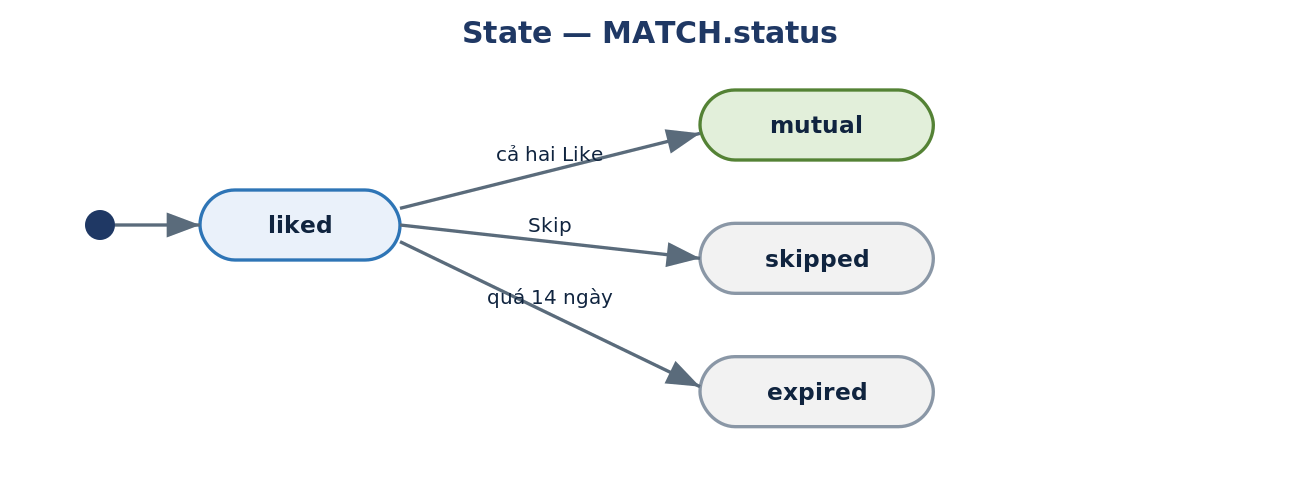 State — MATCH.status
mutual
cả hai Like
liked
Skip
skipped
quá 14 ngày
expired